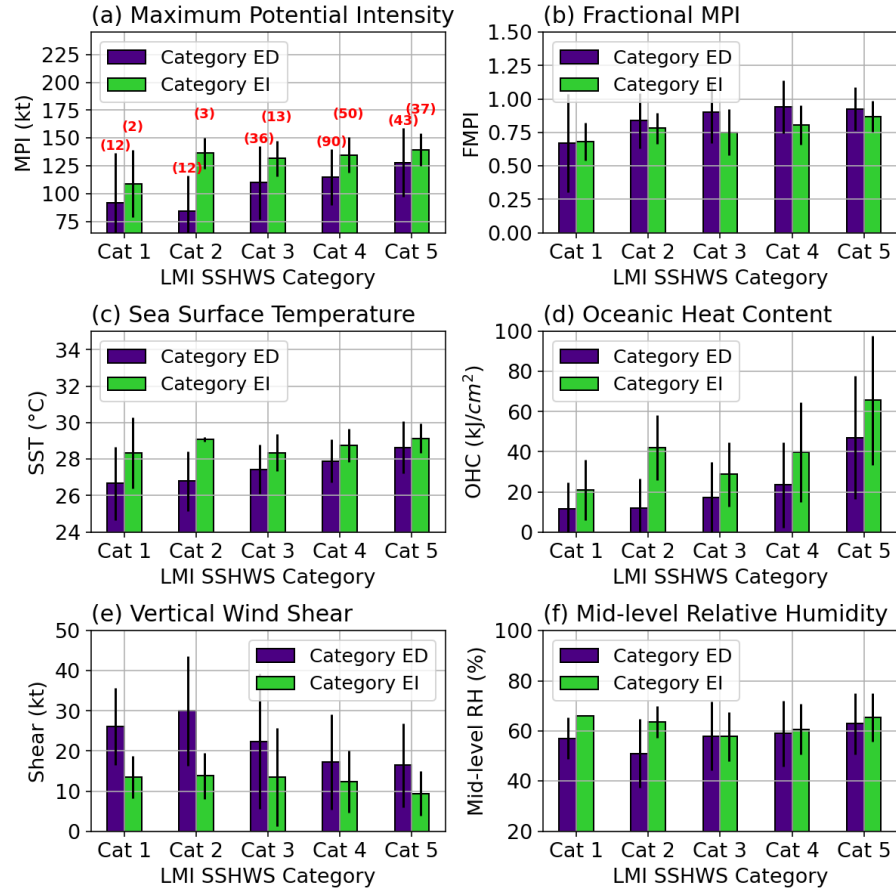 (a) Maximum Potential Intensity
MPI (kt)
225
200
175
150
125
100
75
Category ED
Category EI
(12)
(2)
(12)
(3)
(36)
(13)
(90)
(50)
(43)
(37)
Cat 1 Cat 2 Cat 3 Cat 4 Cat 5
LMI SSHWS Category
(b) Fractional MPI
FMPI
1.50
1.25
1.00
0.75
0.50
0.25
0.00
Category ED
Category EI
Cat 1 Cat 2 Cat 3 Cat 4 Cat 5
LMI SSHWS Category
(c) Sea Surface Temperature
SST (°C)
34
32
30
28
26
24
Category ED
Category EI
Cat 1 Cat 2 Cat 3 Cat 4 Cat 5
LMI SSHWS Category
(d) Oceanic Heat Content
OHC (kJ/cm²)
100
80
60
40
20
0
Category ED
Category EI
Cat 1 Cat 2 Cat 3 Cat 4 Cat 5
LMI SSHWS Category
(e) Vertical Wind Shear
Shear (kt)
50
40
30
20
10
0
Category ED
Category EI
Cat 1 Cat 2 Cat 3 Cat 4 Cat 5
LMI SSHWS Category
(f) Mid-level Relative Humidity
Mid-level RH (%)
100
80
60
40
20
Category ED
Category EI
Cat 1 Cat 2 Cat 3 Cat 4 Cat 5
LMI SSHWS Category